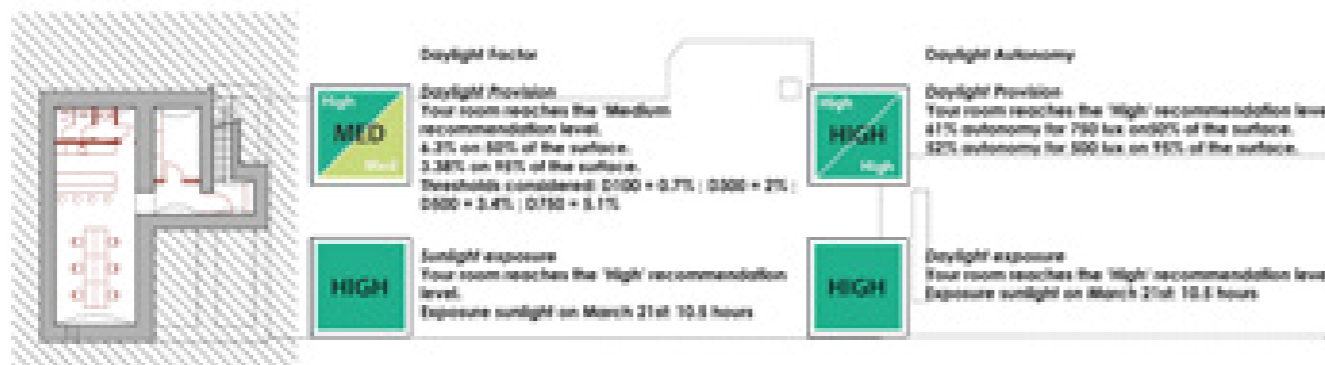 Daylight Factor
High
MED
Med
Daylight Provision
Your room reaches the 'Medium
recommendation level.
on 50% of the surface.
on 95% of the surface.
Thresholds considered: D100 = 0.7% ; D300 = 2% ;
D500 = 3.4% ; D750 = 5.1%
HIGH
Sunlight exposure
Your room reaches the 'High' recommendation
level.
Exposure sunlight on March 21st 10.5 hours
Daylight Autonomy
High
HIGH
High
Daylight Provision
Your room reaches the 'High' recommendation leve
61% autonomy for 750 lux on50% of the surface.
52% autonomy for 500 lux on 95% of the surface.
HIGH
Daylight exposure
Your room reaches the 'High' recommendation leve
Exposure sunlight on March 21st 10.5 hours